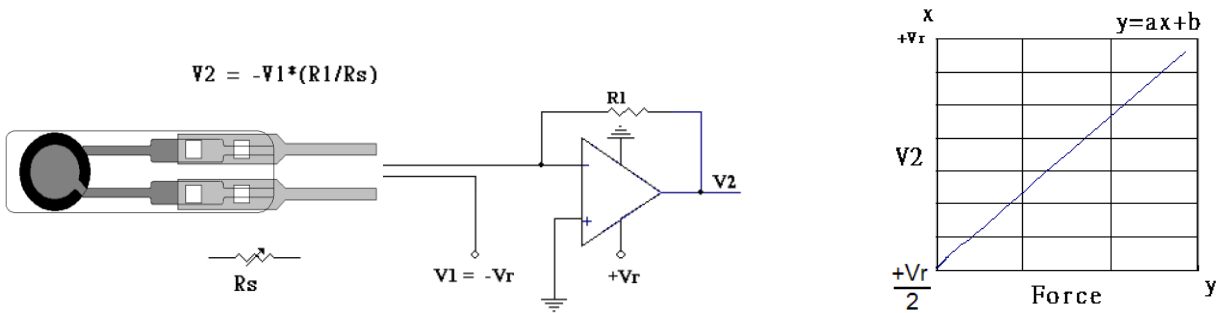 V2 = -V1*(R1/Rs)
Rs
R1
-
+
V2
V1 = -Vr
+Vr
x
y=ax+b
+Vr
V2
+Vr
2
Force
y